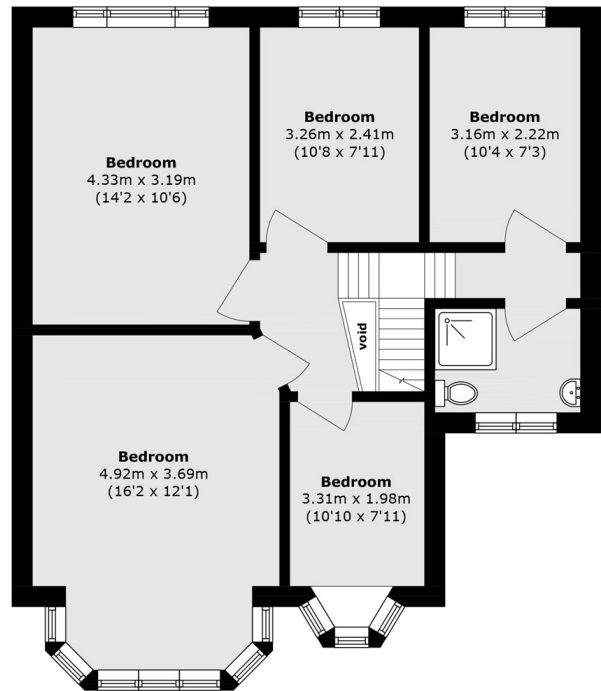 Bedroom
4.33m x 3.19m
(14'2 x 10'6)
Bedroom
3.26m x 2.41m
(10'8 x 7'11)
Bedroom
3.16m x 2.22m
(10'4 x 7'3)
void
Bedroom
4.92m x 3.69m
(16'2 x 12'1)
Bedroom
3.31m x 1.98m
(10'10 x 7'11)